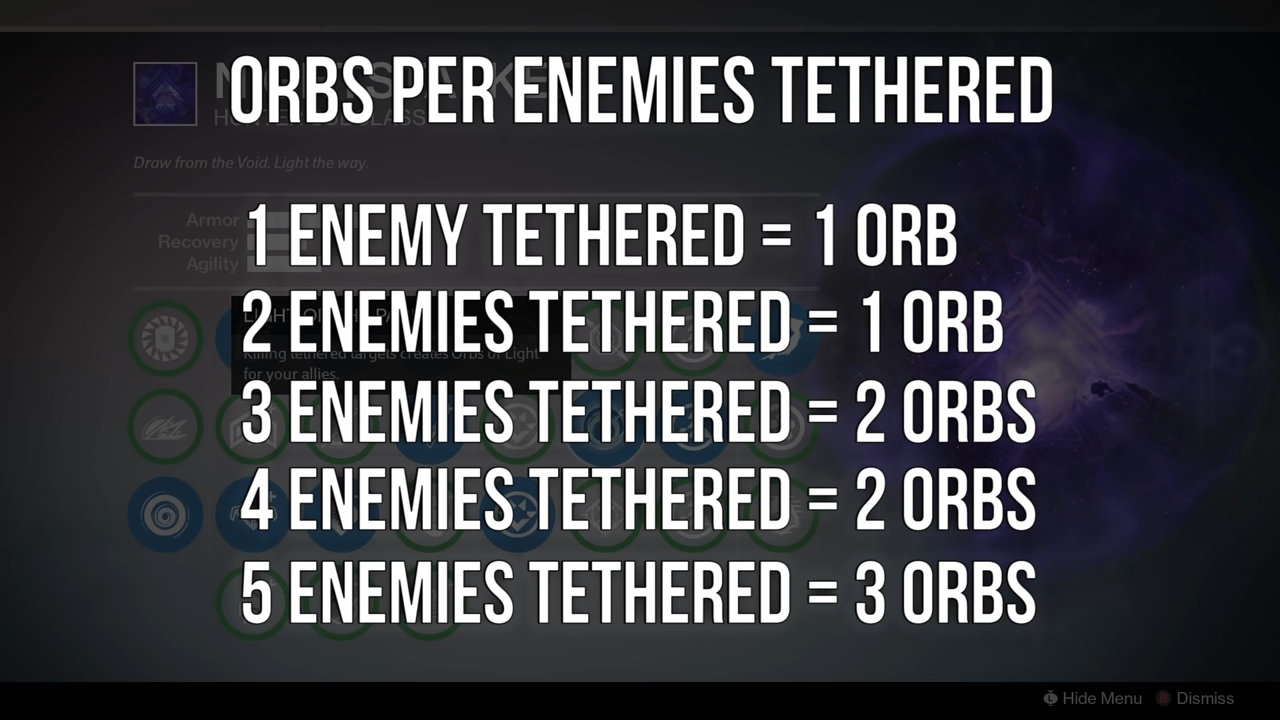 ORBS PER ENEMIES TETHERED
Draw from the Void. Light the way.
Armor
Recovery
Agility
1 ENEMY TETHERED = 1 ORB
2 ENEMIES TETHERED = 1 ORB
Killing tethered targets creates Orbs of Light
for your allies.
3 ENEMIES TETHERED = 2 ORBS
4 ENEMIES TETHERED = 2 ORBS
5 ENEMIES TETHERED = 3 ORBS
Hide Menu
B Dismiss